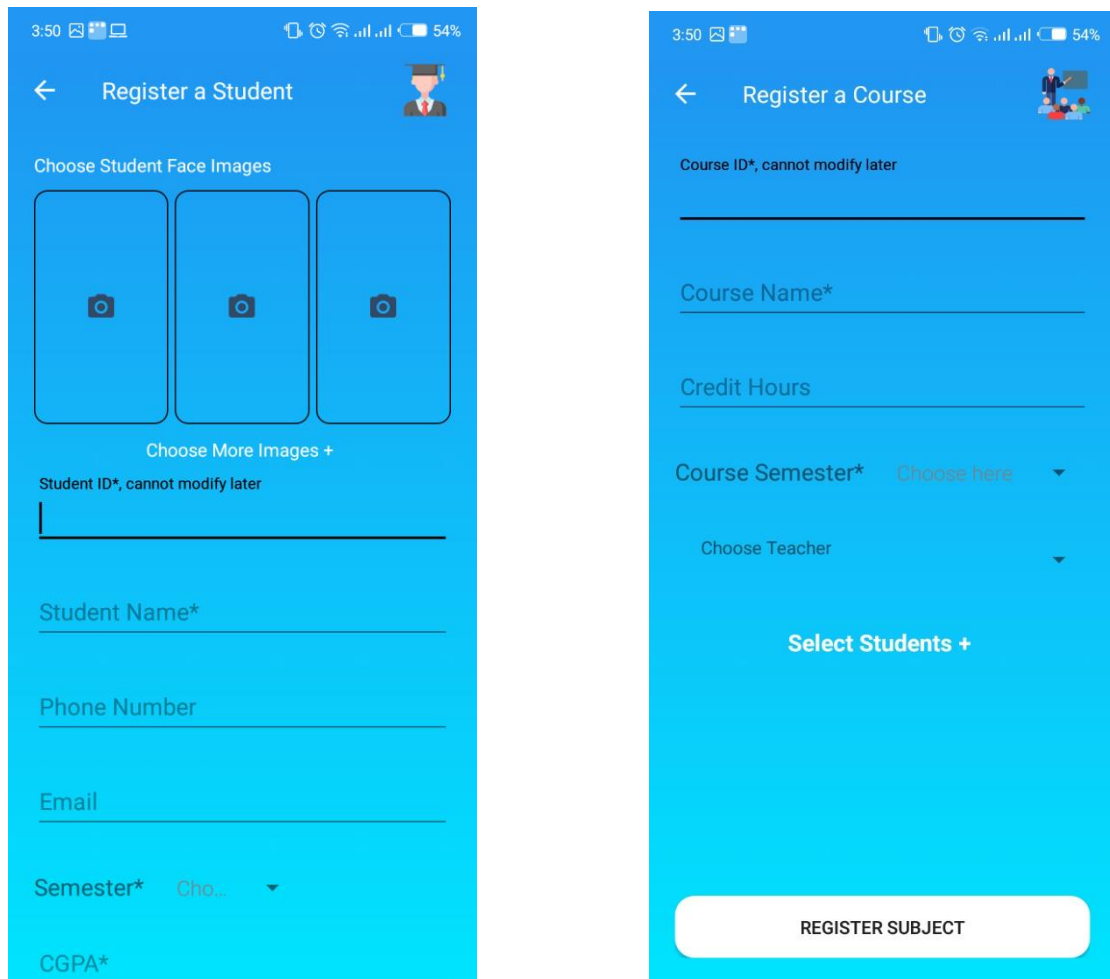 3:50 54%
Register a Student
Choose Student Face Images
Choose More Images +
Student ID*, cannot modify later
Student Name*
Phone Number
Email
Semester* Cho...
CGPA*
3:50 54%
Register a Course
Course ID*, cannot modify later
Course Name*
Credit Hours
Course Semester* Choose here
Choose Teacher
Select Students +
REGISTER SUBJECT